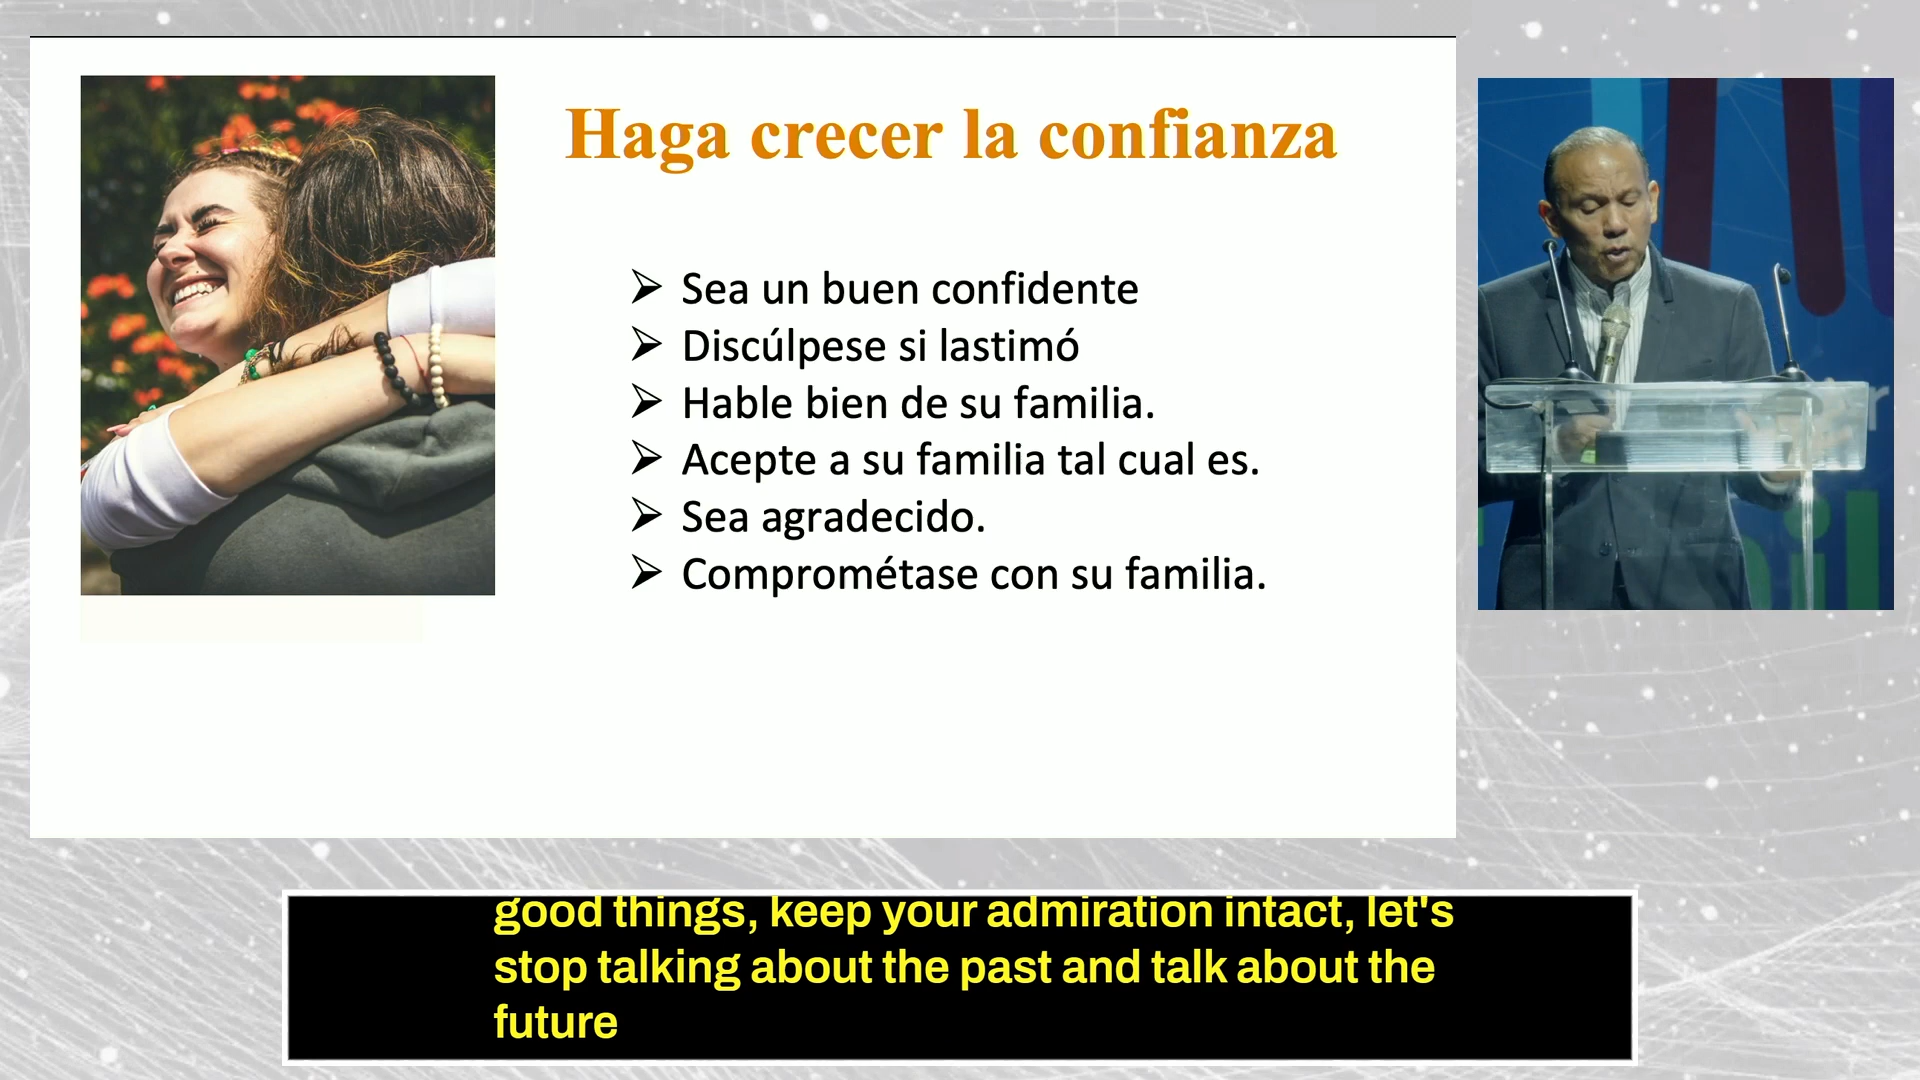 Haga crecer la confianza
Sea un buen confidente
Discúlpese si lastimó
Hable bien de su familia.
Acepte a su familia tal cual es.
Sea agradecido.
Comprométase con su familia.
good things, keep your admiration intact, let's
stop talking about the past and talk about the
future